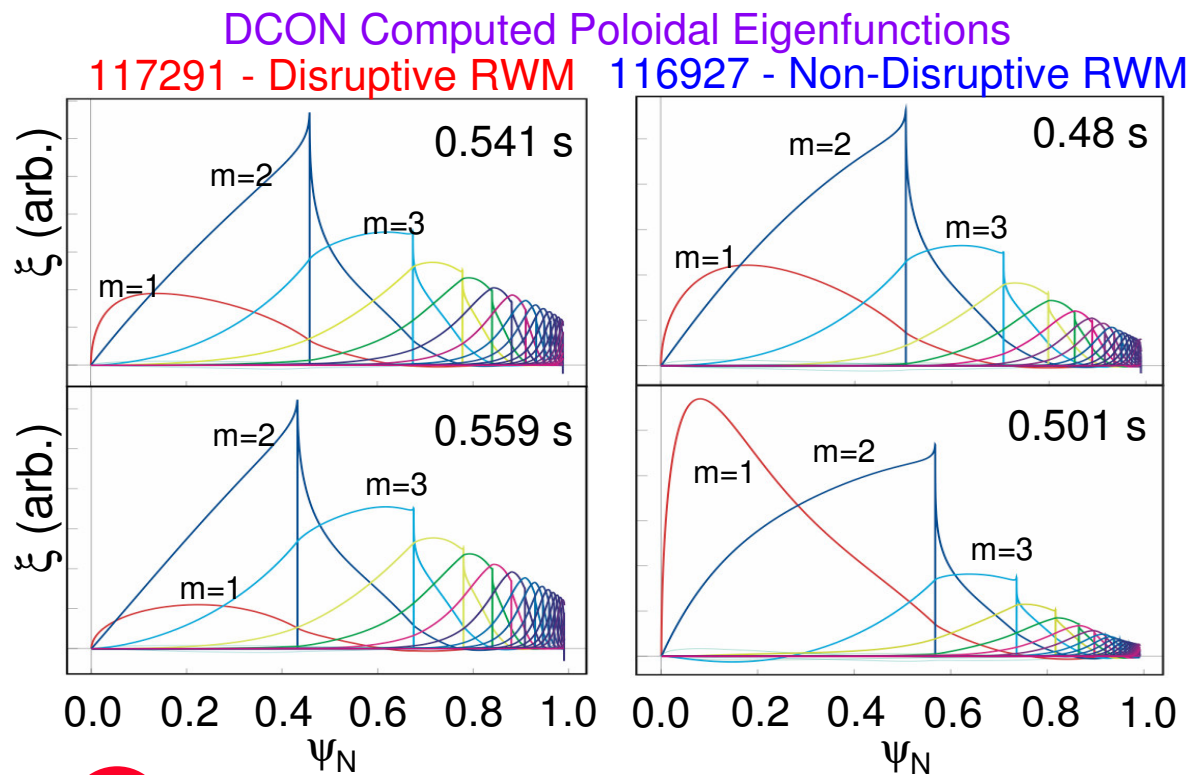 DCON Computed Poloidal Eigenfunctions
117291 - Disruptive RWM
116927 - Non-Disruptive RWM
ξ (arb.)
0.541 s
m=2
m=3
m=1
0.48 s
m=2
m=3
m=1
ξ (arb.)
0.559 s
m=2
m=3
m=1
0.501 s
m=2
m=1
m=3
0.0 0.2 0.4 0.6 0.8 1.0
ψN
0.0 0.2 0.4 0.6 0.8 1.0
ψN